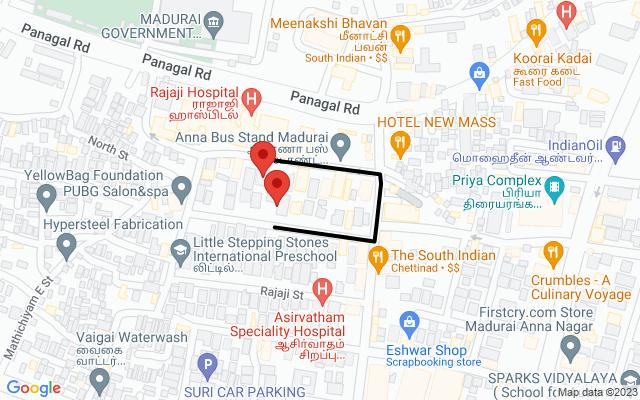 MADURAI
GOVERNMENT...
Panagal Rd
Panagal Rd
Meenakshi Bhavan
மீனாட்சி
பவன்
South Indian • $$
Koorai Kadai
கூரை கடை
Fast Food
Rajaji Hospital
ராஜாஜி
ஹாஸ்பிடல்
Panagal Rd
HOTEL NEW MASS
North St
Anna Bus Stand Madurai
IndianOil
மொஹைதீன் ஆண்டவர்...
YellowBag Foundation
PUBG Salon&spa
Priya Complex
பிரியா
திரையரங்க...
Hypersteel Fabrication
Little Stepping Stones
International Preschool
லிட்டில்...
The South Indian
Chettinad • $$
Crumbles - A
Culinary Voyage
Mathichiyam E St
Rajaji St
Asirvatham
Speciality Hospital
ஆசிர்வாதம்
சிறப்பு...
Firstcry.com Store
Madurai Anna Nagar
Vaigai Waterwash
வைகை
வாட்டர்...
Eshwar Shop
Scrapbooking store
SURI CAR PARKING
SPARKS VIDYALAYA
( School fo
Google
Map data ©2023